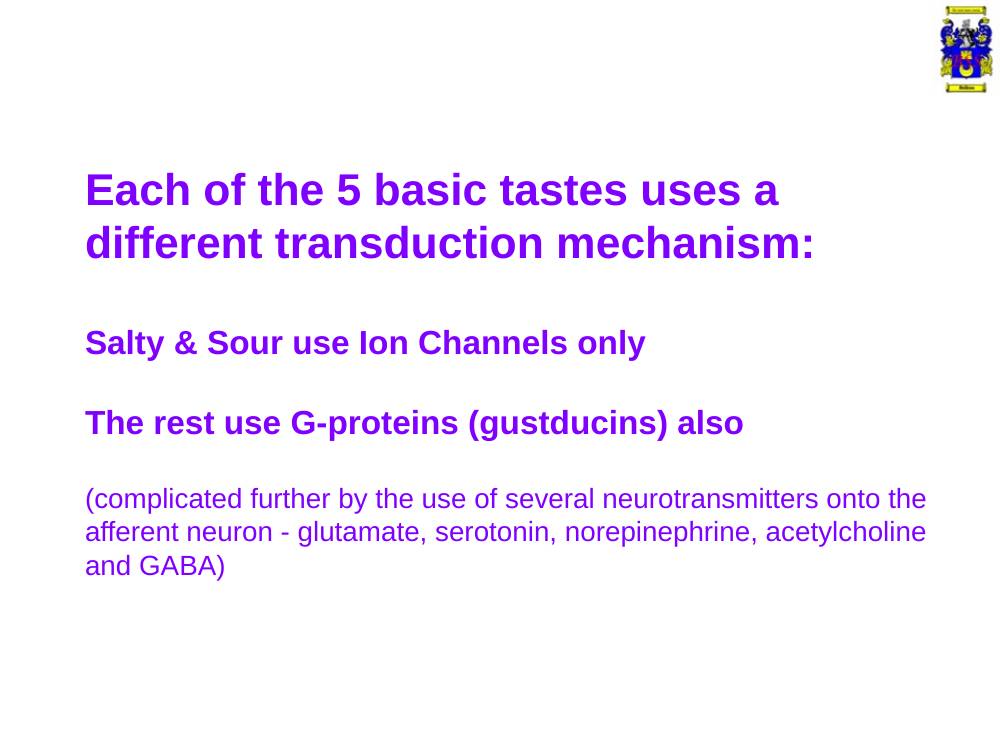 Each of the 5 basic tastes uses a
different transduction mechanism:
Salty & Sour use Ion Channels only
The rest use G-proteins (gustducins) also
(complicated further by the use of several neurotransmitters onto the
afferent neuron - glutamate, serotonin, norepinephrine, acetylcholine
and GABA)